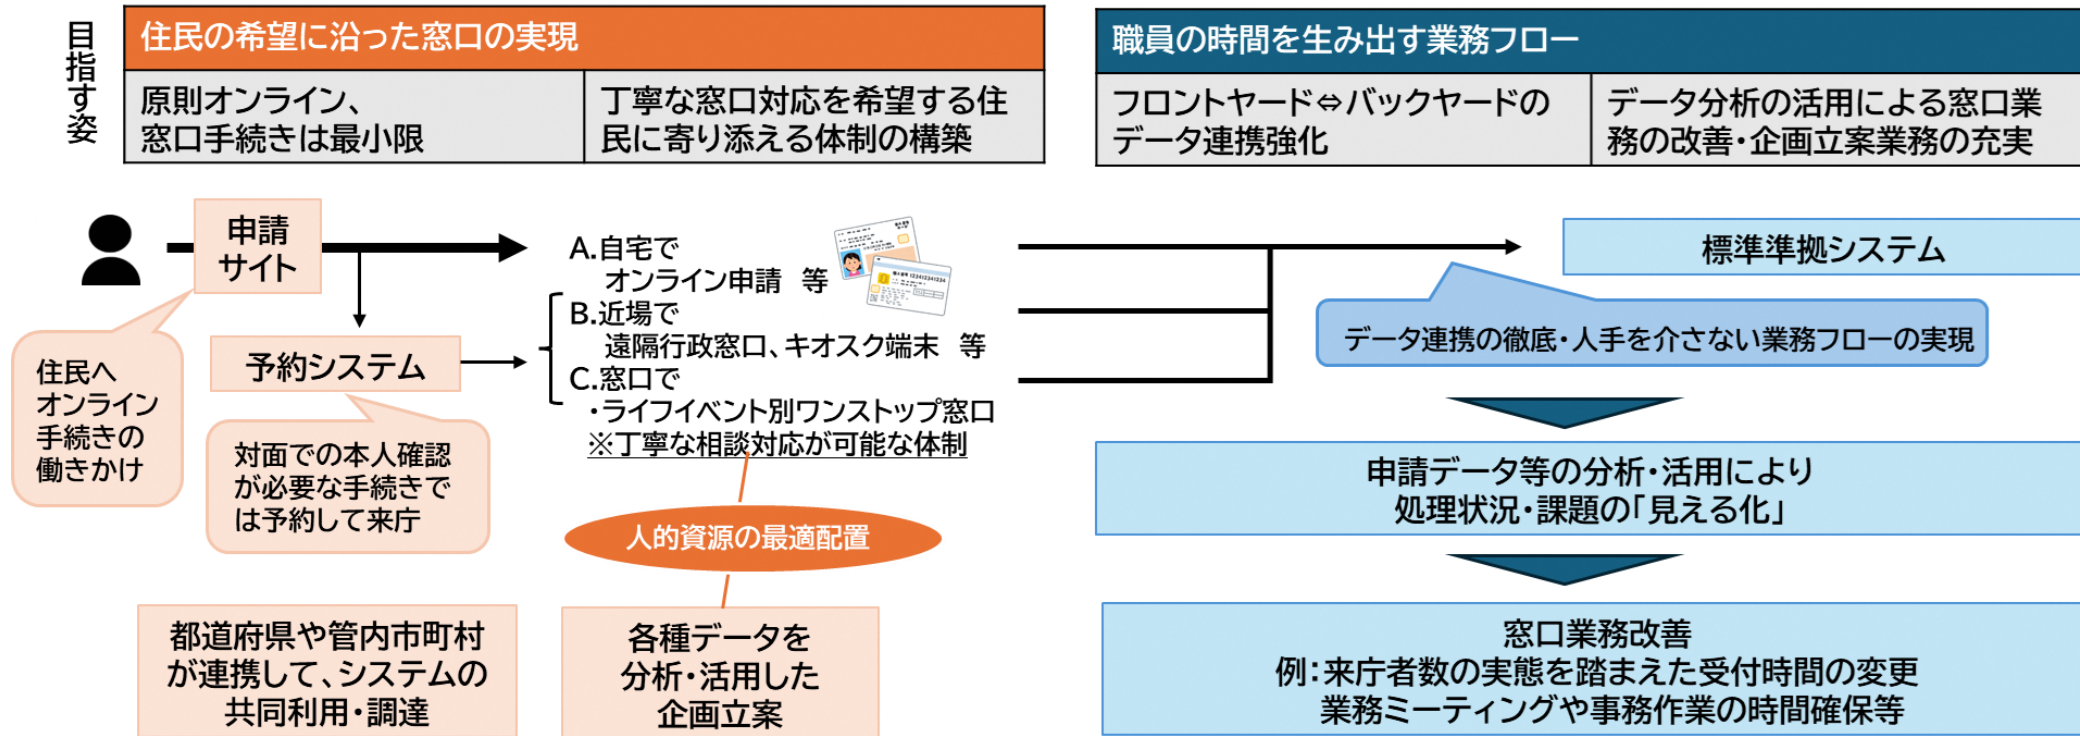 目指す姿
住民の希望に沿った窓口の実現
原則オンライン、
窓口手続きは最小限
丁寧な窓口対応を希望する住
民に寄り添える体制の構築
職員の時間を生み出す業務フロー
フロントヤード⇔バックヤードの
データ連携強化
データ分析の活用による窓口業
務の改善・企画立案業務の充実
申請
サイト
住民へ
オンライン
手続きの
働きかけ
予約システム
対面での本人確認
が必要な手続きで
は予約して来庁
A.自宅で
オンライン申請 等
B.近場で
遠隔行政窓口、キオスク端末 等
C.窓口で
・ライフイベント別ワンストップ窓口
※丁寧な相談対応が可能な体制
人的資源の最適配置
都道府県や管内市町村
が連携して、システムの
共同利用・調達
各種データを
分析・活用した
企画立案
標準準拠システム
データ連携の徹底・人手を介さない業務フローの実現
申請データ等の分析・活用により
処理状況・課題の「見える化」
窓口業務改善
例：来庁者数の実態を踏まえた受付時間の変更
業務ミーティングや事務作業の時間確保等